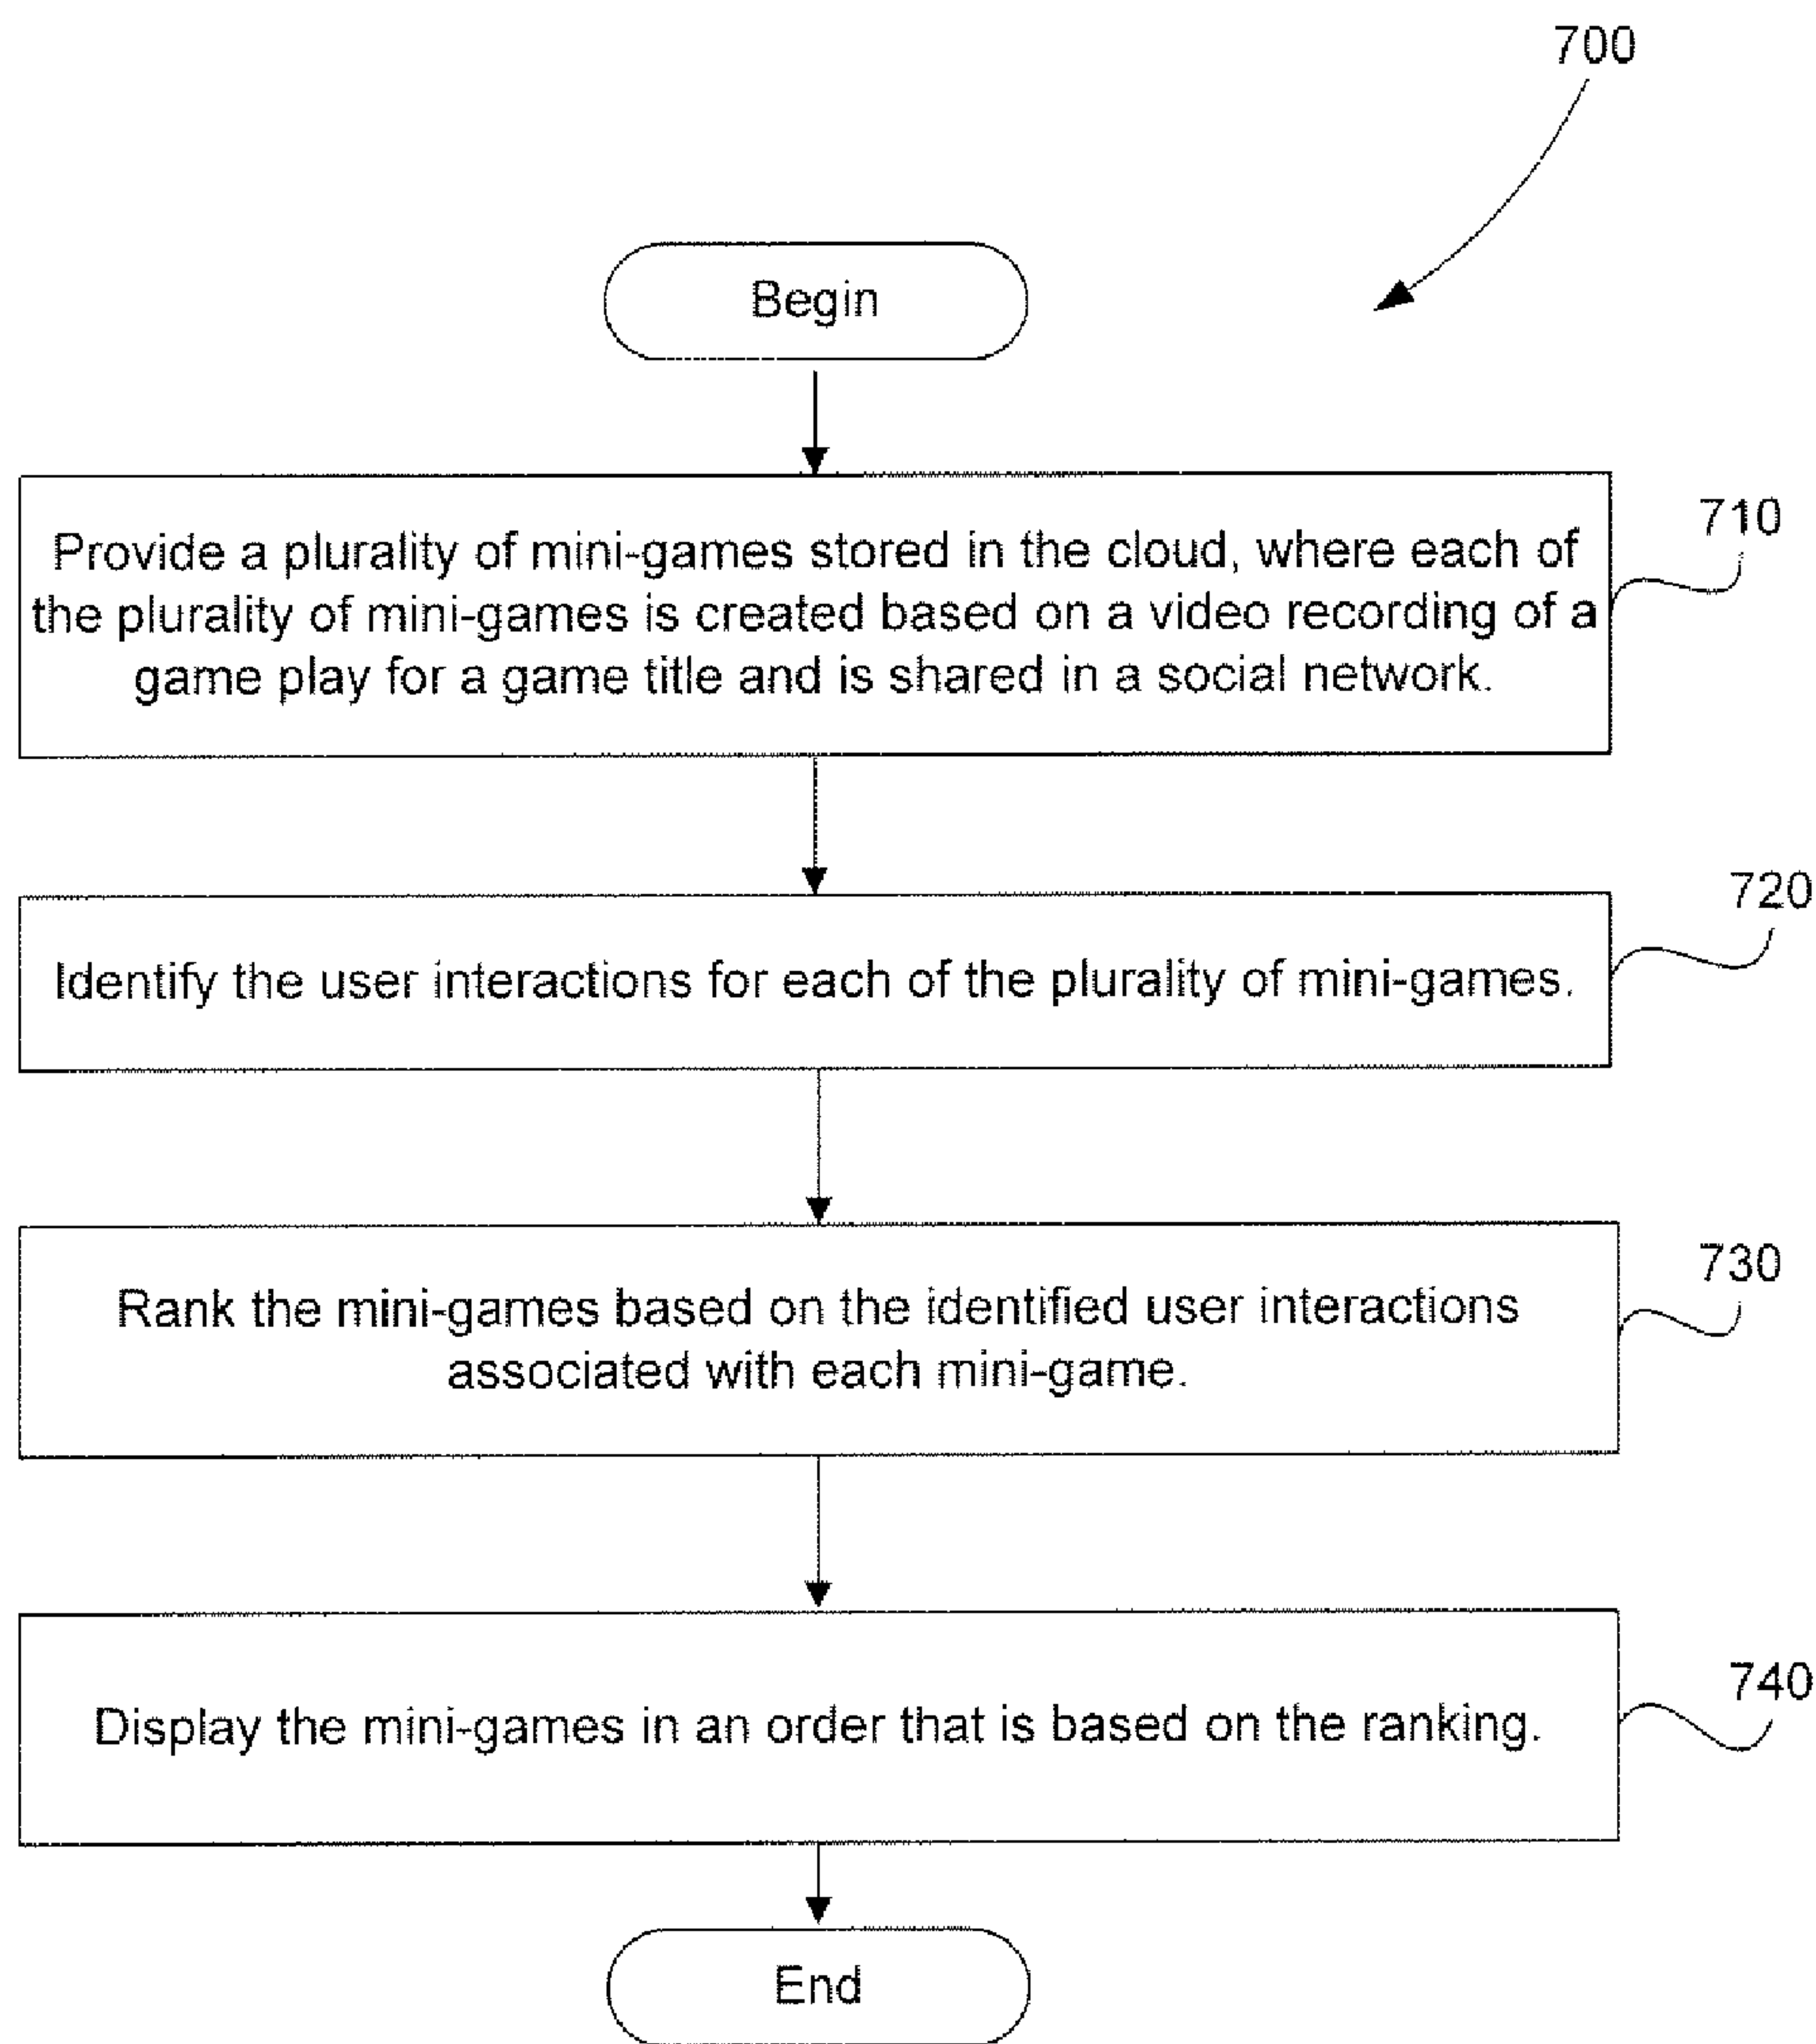 700
Begin
Provide a plurality of mini-games stored in the cloud, where each of
the plurality of mini-games is created based on a video recording of a
game play for a game title and is shared in a social network.
710
Identify the user interactions for each of the plurality of mini-games.
720
Rank the mini-games based on the identified user interactions
associated with each mini-game.
730
Display the mini-games in an order that is based on the ranking.
740
End